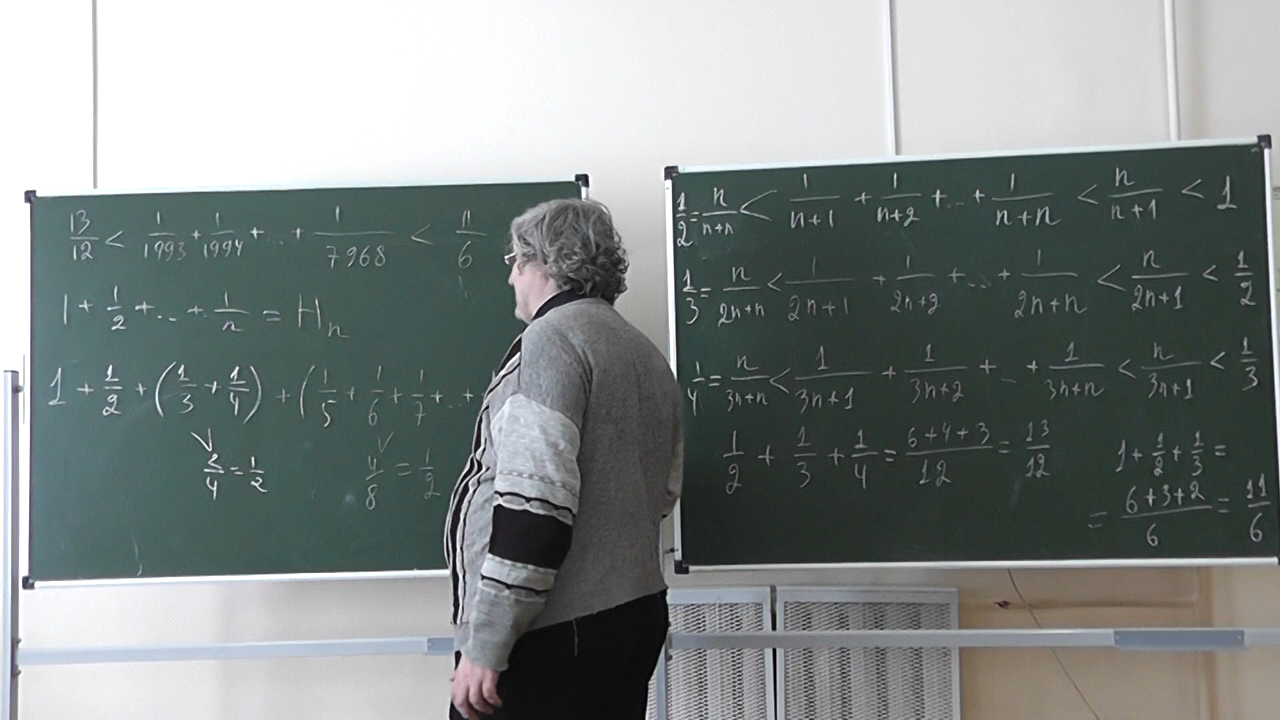 13/12 < 1/1993 + 1/1994 + ... + 1/7968 < 11/6
1 + 1/2 + ... + 1/n = Hₙ
1 + 1/2 + (1/3 + 1/4) + (1/5 + 1/6 + 1/7 + ... +
∨ ∨
2/4 = 1/2 4/8 = 1/2
1/2 = n/(n+n) < 1/(n+1) + 1/(n+2) + ... + 1/(n+n) < n/(n+1) < 1
1/3 = n/(2n+n) < 1/(2n+1) + 1/(2n+2) + ... + 1/(2n+n) < n/(2n+1) < 1/2
1/4 = n/(3n+n) < 1/(3n+1) + 1/(3n+2) + ... + 1/(3n+n) < n/(3n+1) < 1/3
1/2 + 1/3 + 1/4 = (6+4+3)/12 = 13/12
1 + 1/2 + 1/3 =
= (6+3+2)/6 = 11/6